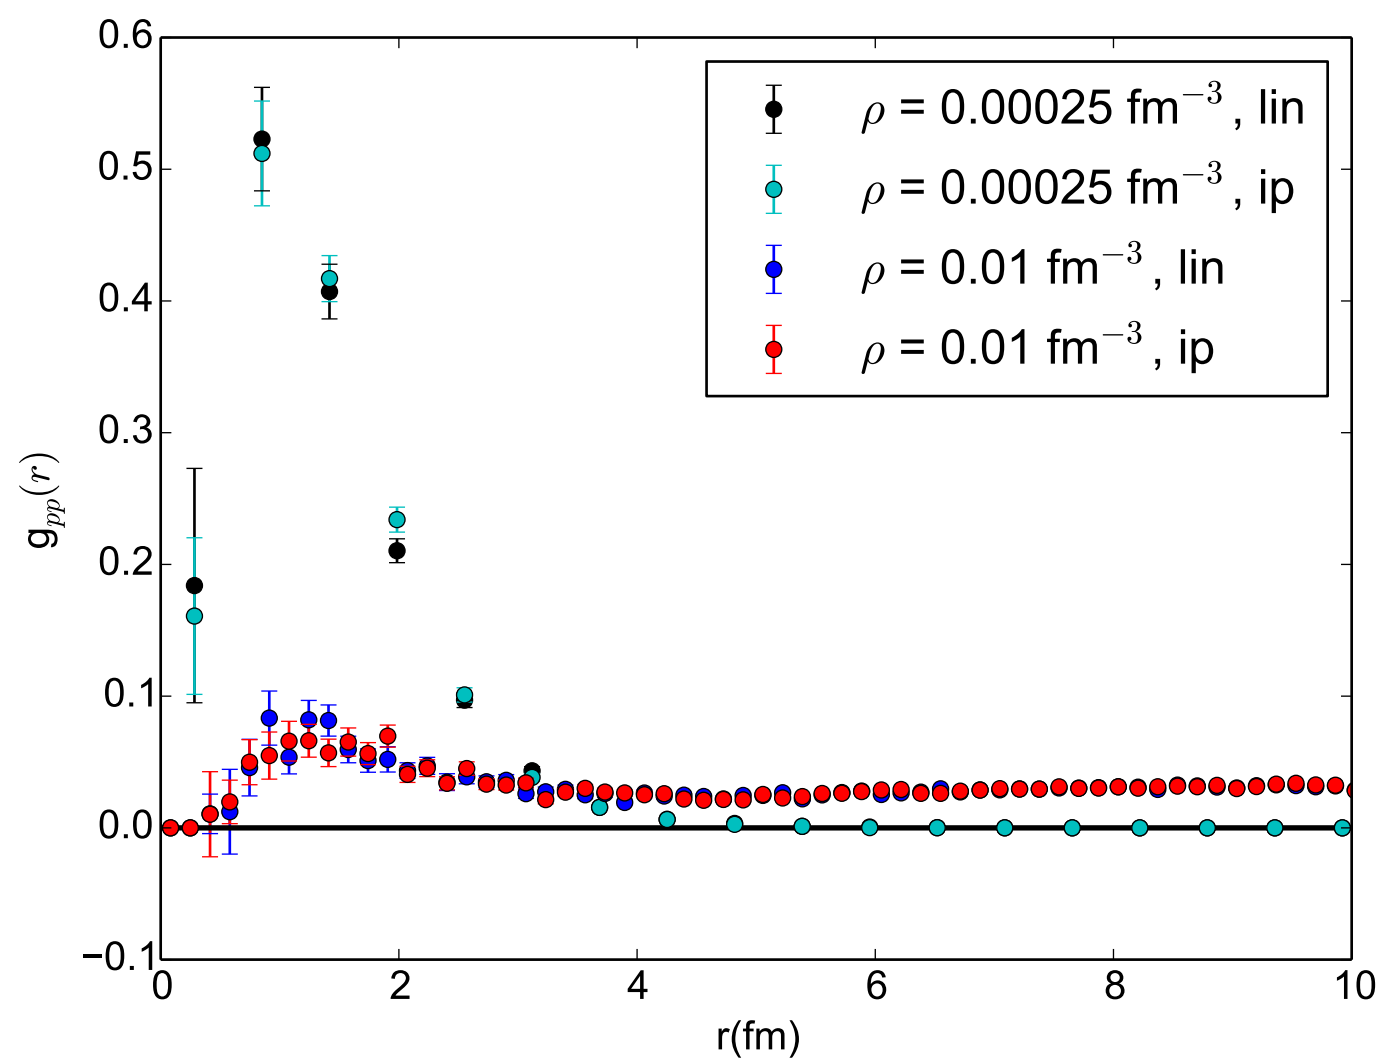 0.6
0.5
0.4
0.3
0.2
0.1
0.0
−0.1
0
2
4
6
8
10
r(fm)
g_{pp}(r)
ρ = 0.00025 fm⁻³ , lin
ρ = 0.00025 fm⁻³ , ip
ρ = 0.01 fm⁻³ , lin
ρ = 0.01 fm⁻³ , ip